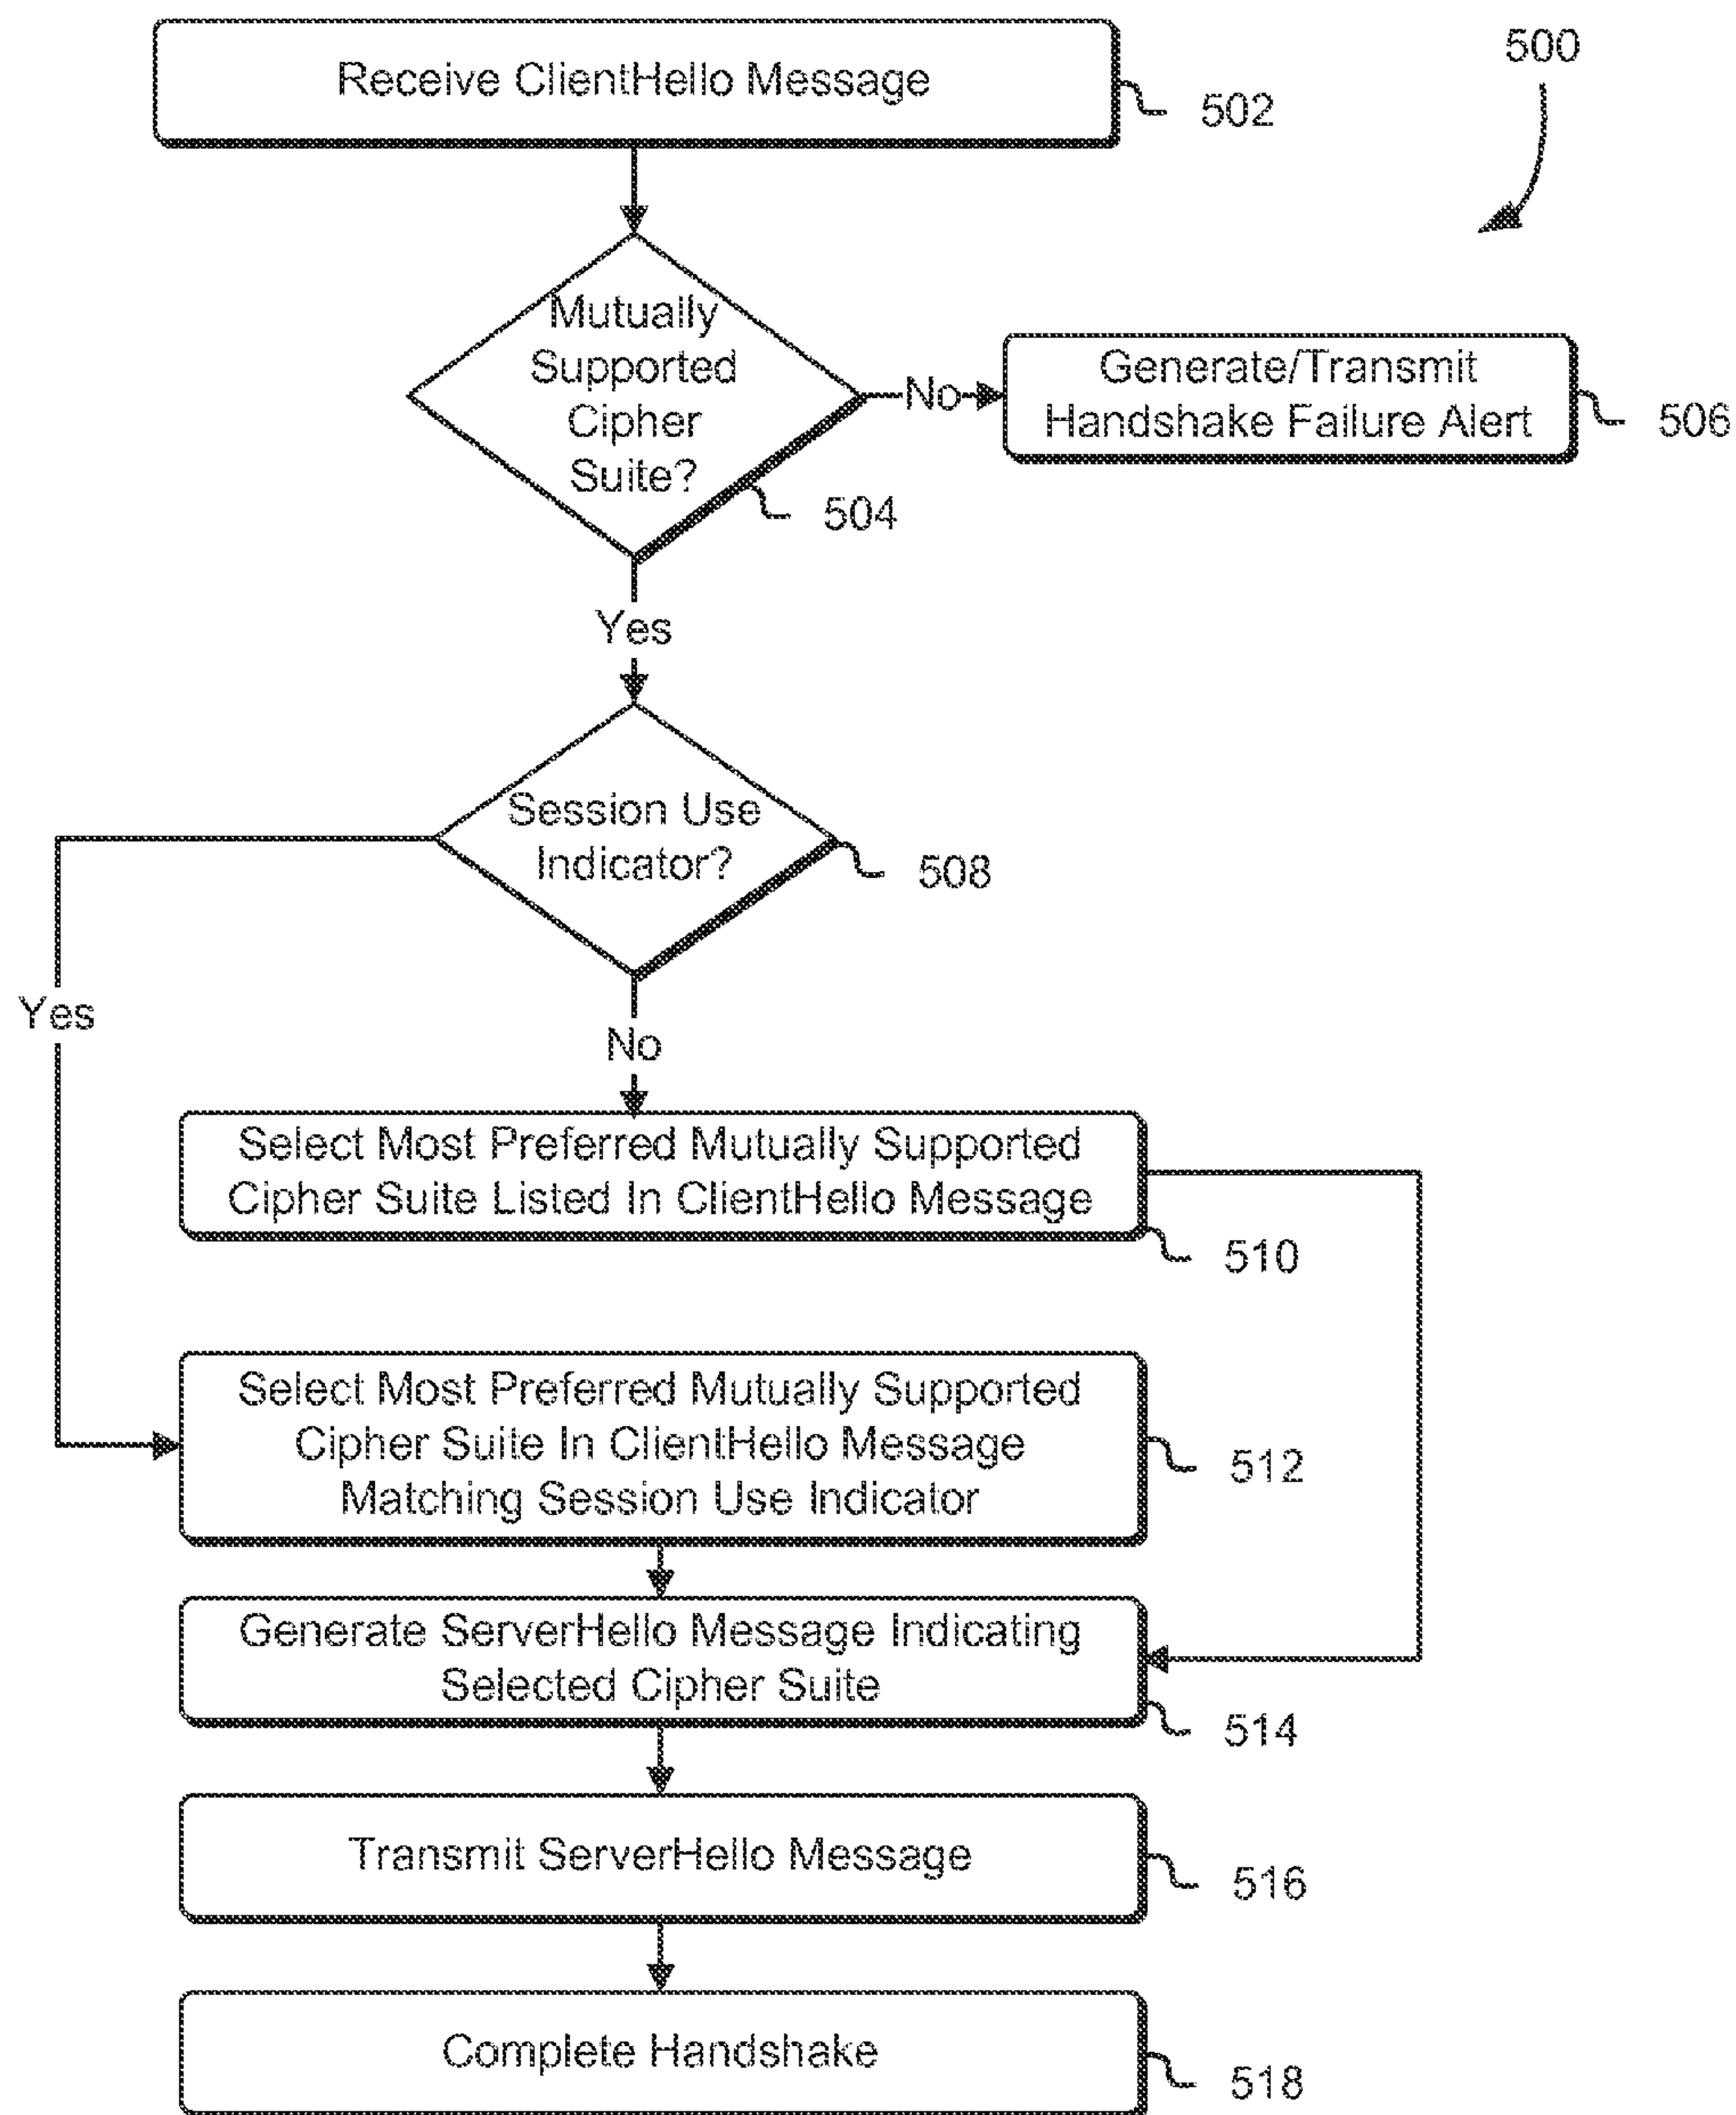 500
Receive ClientHello Message
502
Mutually
Supported
Cipher
Suite?
504
No
Generate/Transmit
Handshake Failure Alert
506
Yes
Session Use
Indicator?
508
Yes
No
Select Most Preferred Mutually Supported
Cipher Suite Listed In ClientHello Message
510
Select Most Preferred Mutually Supported
Cipher Suite In ClientHello Message
Matching Session Use Indicator
512
Generate ServerHello Message Indicating
Selected Cipher Suite
514
Transmit ServerHello Message
516
Complete Handshake
518